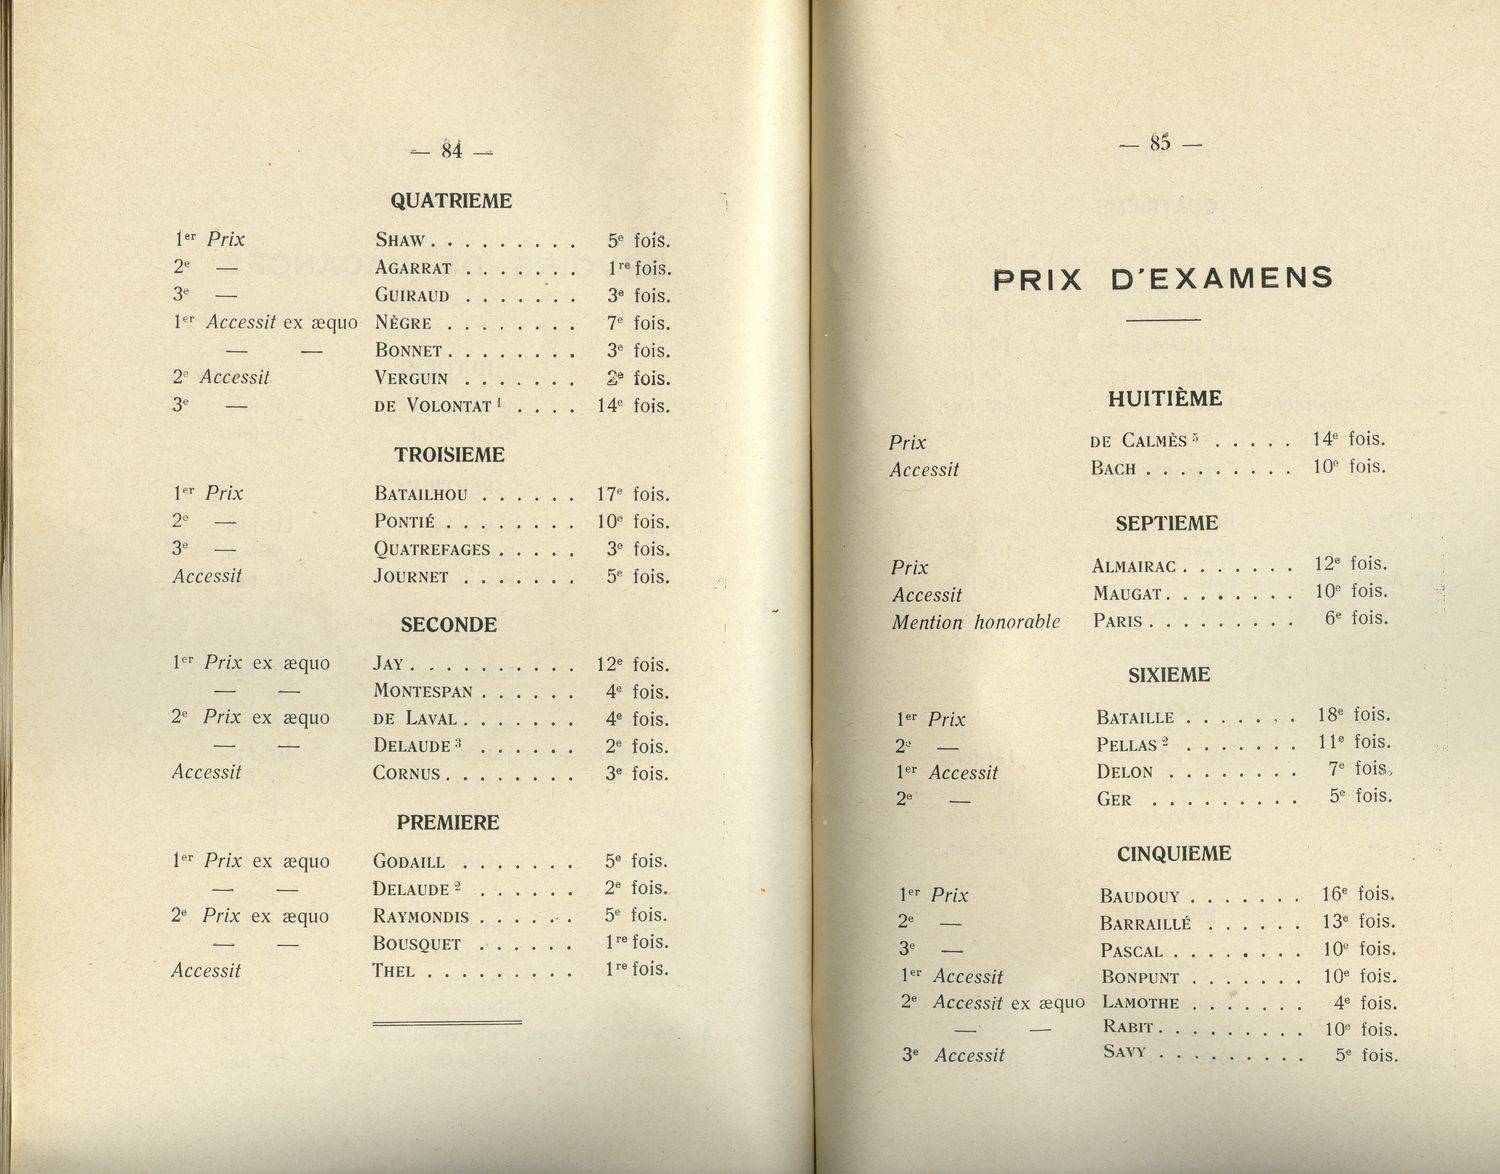 — 84 —
QUATRIEME
1er Prix SHAW. . . . . . . . . 5e fois.
2e — AGARRAT . . . . . . . 1re fois.
3e — GUIRAUD . . . . . . . 3e fois.
1er Accessit ex æquo NÈGRE . . . . . . . . 7e fois.
— — BONNET. . . . . . . . 3e fois.
2e Accessit VERGUIN . . . . . . . 2e fois.
3e — DE VOLONTAT 1 . . . . 14e fois.
TROISIEME
1er Prix BATAILHOU . . . . . . 17e fois.
2e — PONTIÉ . . . . . . . . 10e fois.
3e — QUATREFAGES . . . . . 3e fois.
Accessit JOURNET . . . . . . . 5e fois.
SECONDE
1er Prix ex æquo JAY . . . . . . . . . . 12e fois.
— — MONTESPAN . . . . . . 4e fois.
2e Prix ex æquo DE LAVAL. . . . . . . 4e fois.
— — DELAUDE 3 . . . . . . 2e fois.
Accessit CORNUS. . . . . . . . 3e fois.
PREMIERE
1er Prix ex æquo GODAILL . . . . . . . 5e fois.
— — DELAUDE 2 . . . . . . 2e fois.
2e Prix ex æquo RAYMONDIS . . . . . . 5e fois.
— — BOUSQUET . . . . . . 1re fois.
Accessit THEL . . . . . . . . . 1re fois.
— 85 —
PRIX D'EXAMENS
HUITIÈME
Prix DE CALMÈS 5 . . . . . 14e fois.
Accessit BACH . . . . . . . . . 10e fois.
SEPTIEME
Prix ALMAIRAC . . . . . . . 12e fois.
Accessit MAUGAT. . . . . . . . 10e fois.
Mention honorable PARIS . . . . . . . . . 6e fois.
SIXIEME
1er Prix BATAILLE . . . . . . . 18e fois.
2e — PELLAS 2 . . . . . . . 11e fois.
1er Accessit DELON . . . . . . . . 7e fois.
2e — GER . . . . . . . . . 5e fois.
CINQUIEME
1er Prix BAUDOUY . . . . . . . 16e fois.
2e — BARRAILLÉ . . . . . . 13e fois.
3e — PASCAL . . . . . . . . 10e fois.
1er Accessit BONPUNT . . . . . . . 10e fois.
2e Accessit ex æquo LAMOTHE . . . . . . . 4e fois.
— — RABIT. . . . . . . . . 10e fois.
3e Accessit SAVY . . . . . . . . . 5e fois.